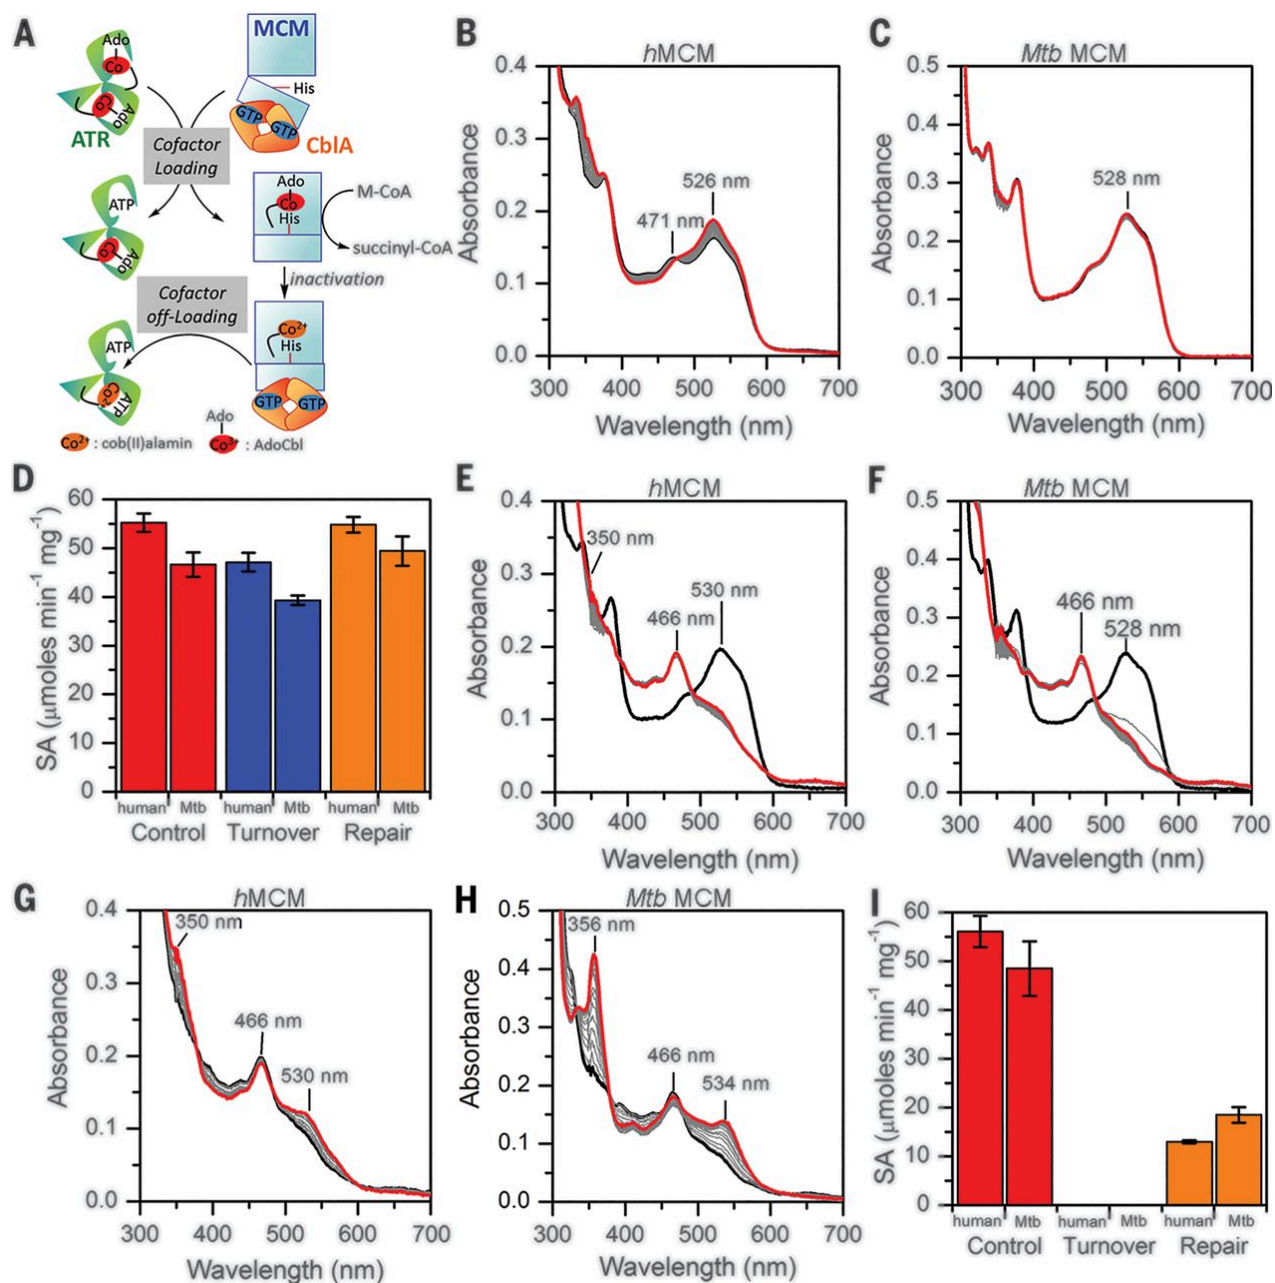 A
Ado
Co
Co
Ado
ATR
MCM
His
GTP
GTP
CblA
Cofactor
Loading
ATP
Co
Ado
Ado
Co
His
M-CoA
succinyl-CoA
inactivation
Cofactor
off-Loading
ATP
Co2+
ATP
Co2+
His
GTP
GTP
Co2+ : cob(II)alamin
Ado
Co3+ : AdoCbl
B
hMCM
Absorbance
0.4
0.3
0.2
0.1
0.0
471 nm
526 nm
300 400 500 600 700
Wavelength (nm)
C
Mtb MCM
Absorbance
0.5
0.4
0.3
0.2
0.1
0.0
528 nm
300 400 500 600 700
Wavelength (nm)
D
SA (μmoles min-1 mg-1)
60
50
40
30
20
10
0
human Mtb human Mtb human Mtb
Control Turnover Repair
E
hMCM
Absorbance
0.4
0.3
0.2
0.1
0.0
350 nm
466 nm
530 nm
300 400 500 600 700
Wavelength (nm)
F
Mtb MCM
Absorbance
0.5
0.4
0.3
0.2
0.1
0.0
466 nm
528 nm
300 400 500 600 700
Wavelength (nm)
G
hMCM
Absorbance
0.4
0.3
0.2
0.1
0.0
350 nm
466 nm
530 nm
300 400 500 600 700
Wavelength (nm)
H
Mtb MCM
Absorbance
0.5
0.4
0.3
0.2
0.1
0.0
356 nm
466 nm
534 nm
300 400 500 600 700
Wavelength (nm)
I
SA (μmoles min-1 mg-1)
60
50
40
30
20
10
0
human Mtb human Mtb human Mtb
Control Turnover Repair